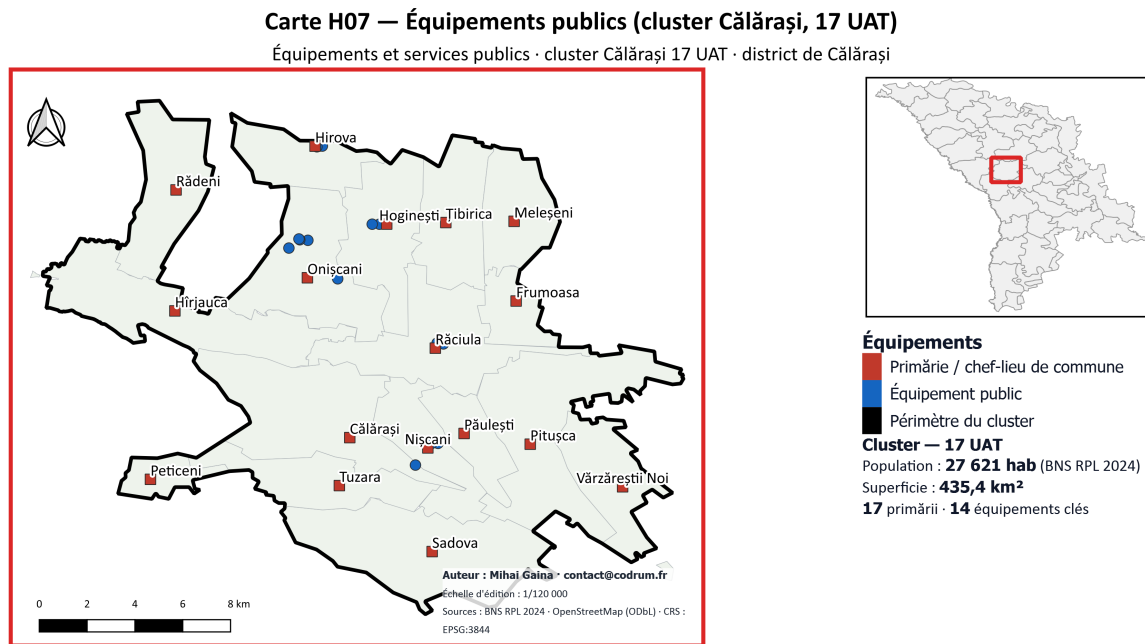 Carte H07 — Équipements publics (cluster Călărași, 17 UAT)
Équipements et services publics · cluster Călărași 17 UAT · district de Călărași
Hirova
Rădeni
Hoginești
Țibirica
Meleșeni
Onișcani
Hîrjauca
Frumoasa
Răciula
Călărași
Nișcani
Păulești
Pitușca
Peticeni
Tuzara
Vărzăreștii Noi
Sadova
Auteur : Mihai Gaina · contact@codrum.fr
Échelle d'édition : 1/120 000
Sources : BNS RPL 2024 · OpenStreetMap (ODbL) · CRS :
EPSG:3844
0 2 4 6 8 km
Équipements
Primărie / chef-lieu de commune
Équipement public
Périmètre du cluster
Cluster — 17 UAT
Population : 27 621 hab (BNS RPL 2024)
Superficie : 435,4 km²
17 primării · 14 équipements clés